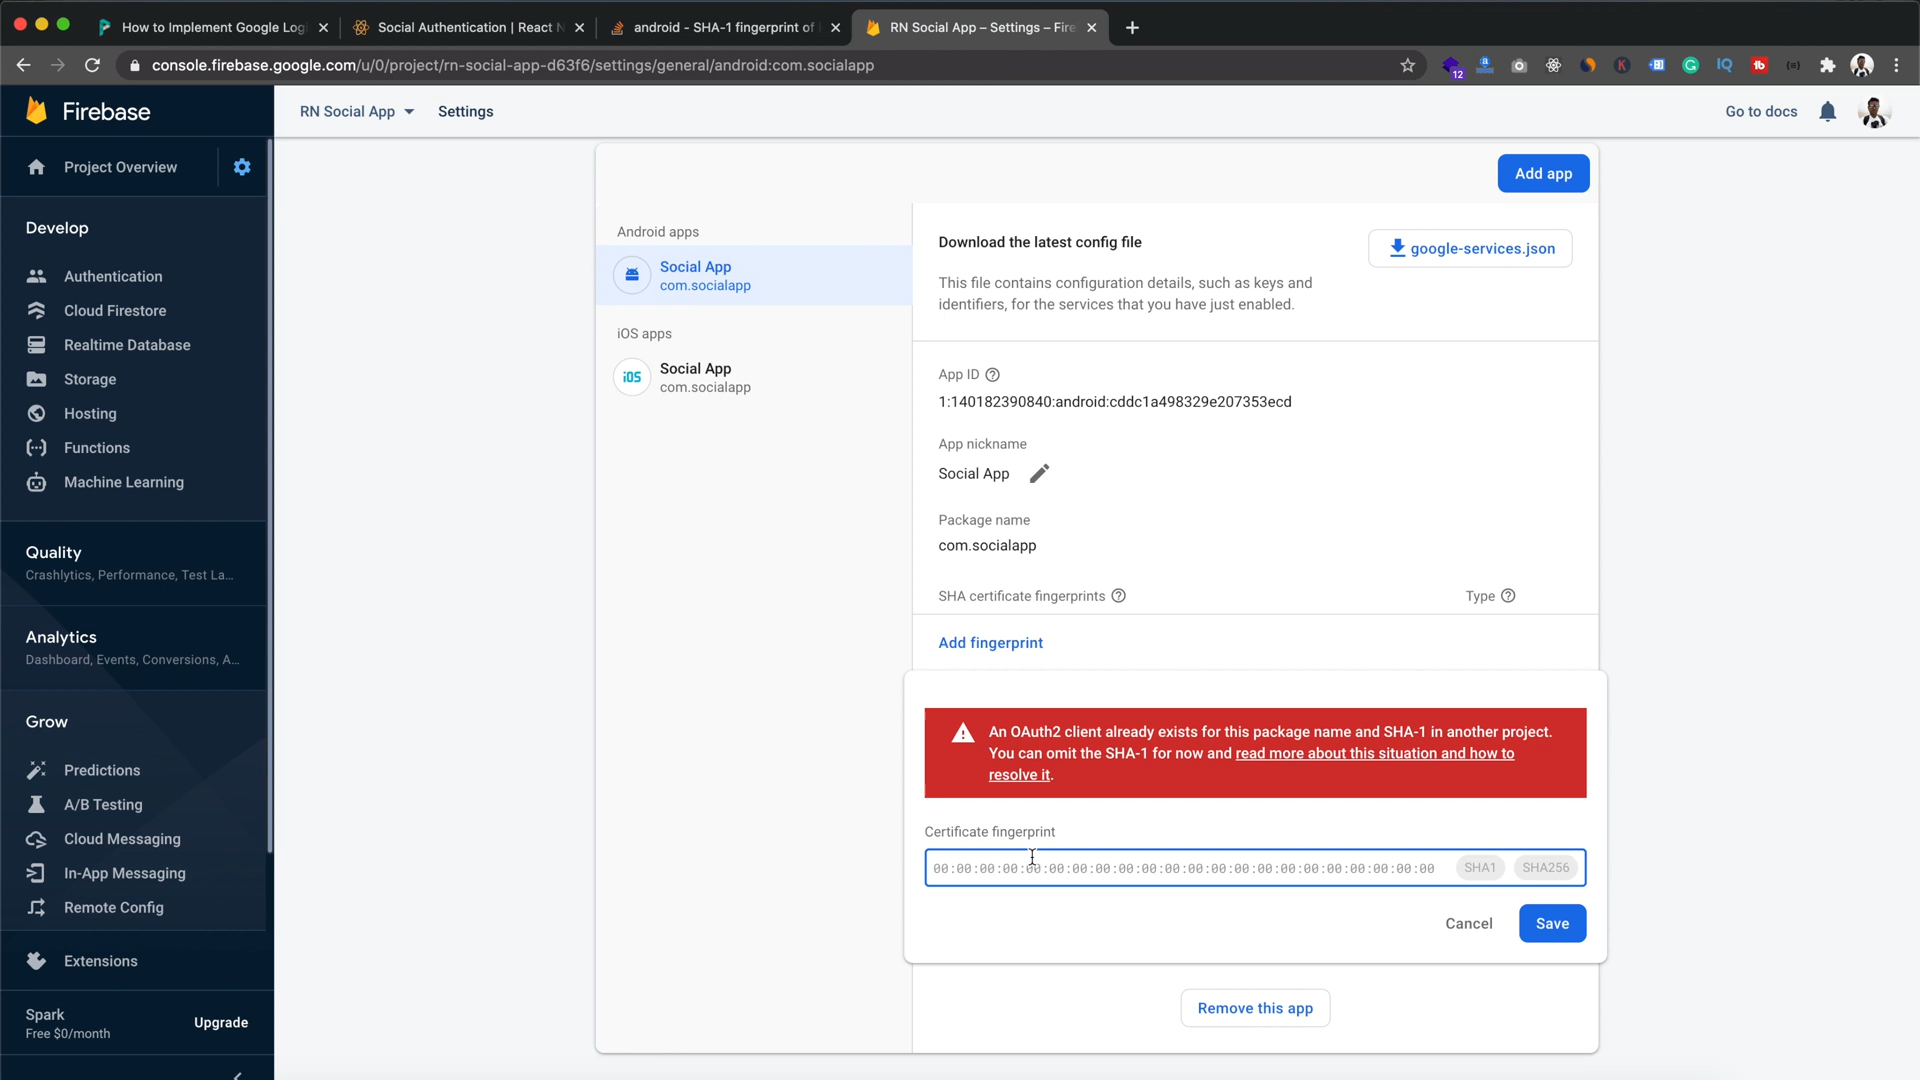 How to Implement Google Log
Social Authentication | React N
android - SHA-1 fingerprint of
RN Social App – Settings – Fire
console.firebase.google.com/u/0/project/rn-social-app-d63f6/settings/general/android:com.socialapp
12
Firebase
RN Social App
Settings
Go to docs
Project Overview
Develop
Authentication
Cloud Firestore
Realtime Database
Storage
Hosting
Functions
Machine Learning
Quality
Crashlytics, Performance, Test La...
Analytics
Dashboard, Events, Conversions, A...
Grow
Predictions
A/B Testing
Cloud Messaging
In-App Messaging
Remote Config
Extensions
Spark
Free $0/month
Upgrade
Add app
Android apps
Social App
com.socialapp
iOS apps
iOS
Social App
com.socialapp
Download the latest config file
google-services.json
This file contains configuration details, such as keys and
identifiers, for the services that you have just enabled.
App ID
1:140182390840:android:cddc1a498329e207353ecd
App nickname
Social App
Package name
com.socialapp
SHA certificate fingerprints
Type
Add fingerprint
An OAuth2 client already exists for this package name and SHA-1 in another project.
You can omit the SHA-1 for now and read more about this situation and how to
resolve it.
Certificate fingerprint
00:00:00:00:00:00:00:00:00:00:00:00:00:00:00:00:00:00:00:00:00:00
SHA1
SHA256
Cancel
Save
Remove this app